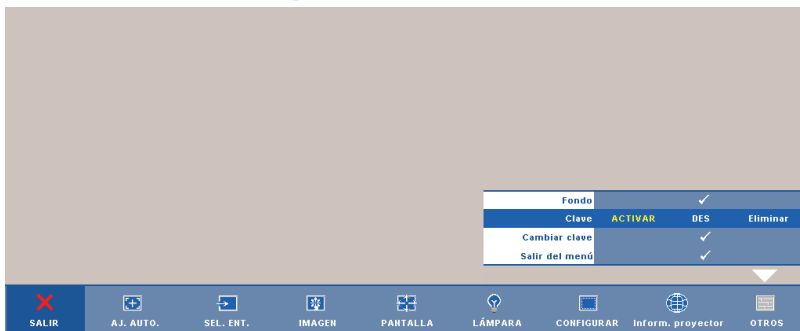 Fondo
Clave ACTIVAR DES Eliminar
Cambiar clave
Salir del menú
SALIR AJ. AUTO. SEL. ENT. IMAGEN PANTALLA LÁMPARA CONFIGURAR Inform. proyector OTROS